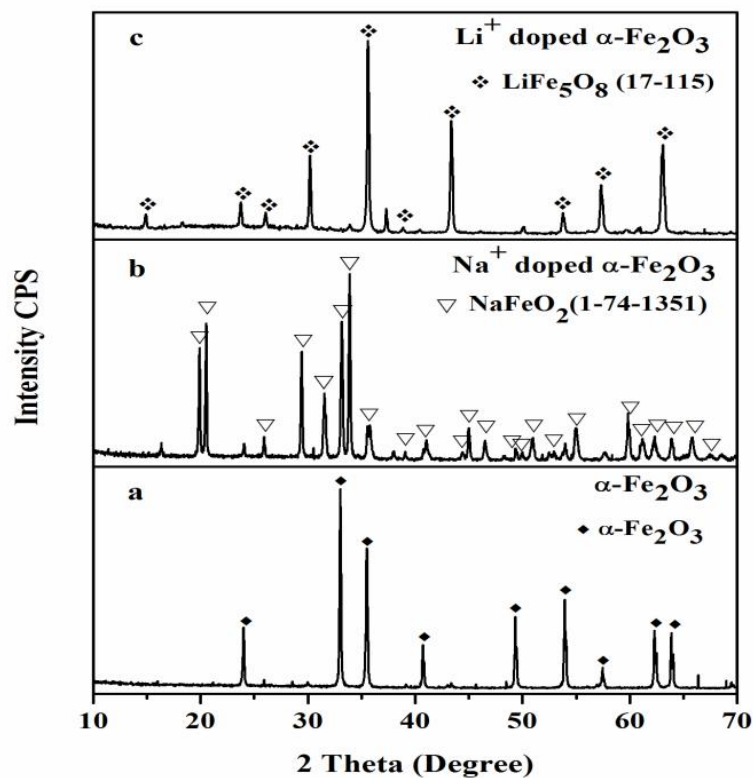 c
Li⁺ doped α-Fe₂O₃
❖ LiFe₅O₈ (17-115)
b
Na⁺ doped α-Fe₂O₃
▽ NaFeO₂(1-74-1351)
a
α-Fe₂O₃
◆ α-Fe₂O₃
Intensity CPS
10 20 30 40 50 60 70
2 Theta (Degree)